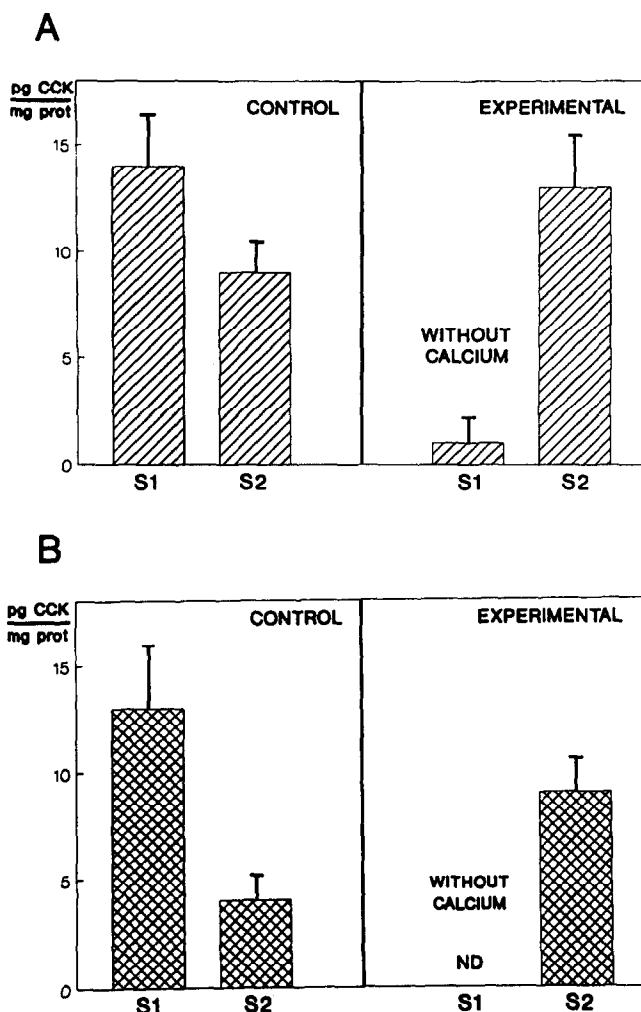 A
pg CCK
mg prot
CONTROL
EXPERIMENTAL
15
10
5
0
WITHOUT
CALCIUM
S1
S2
S1
S2
B
pg CCK
mg prot
CONTROL
EXPERIMENTAL
15
10
5
0
WITHOUT
CALCIUM
ND
S1
S2
S1
S2